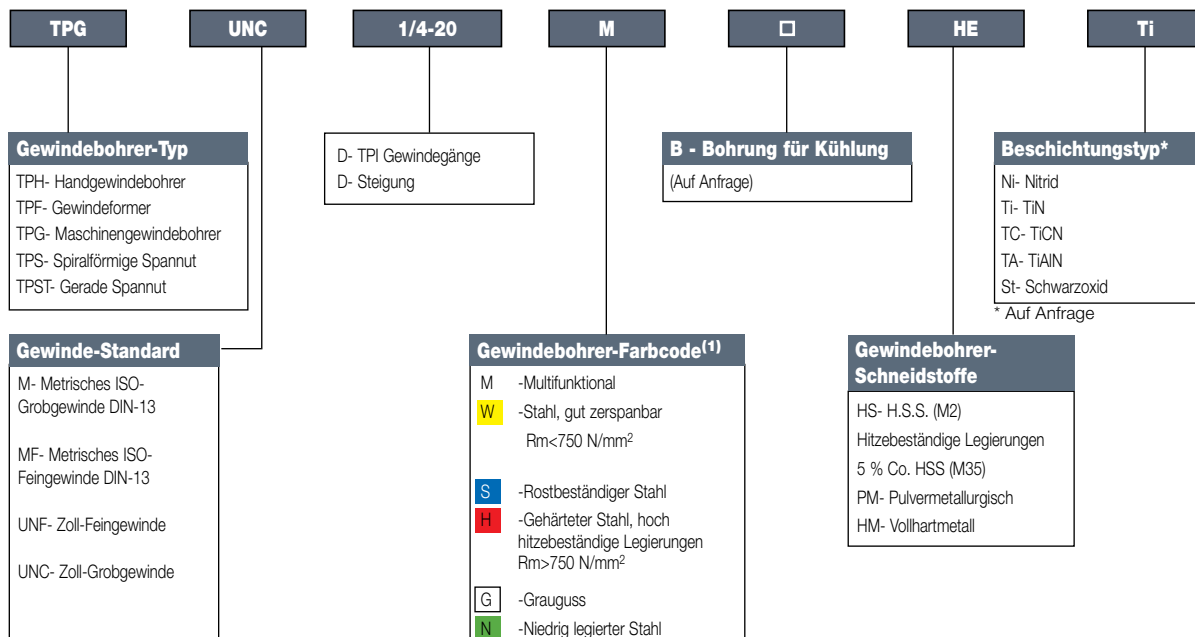 TPG UNC 1/4-20 M □ HE Ti
Gewindebohrer-Typ
TPH- Handgewindebohrer
TPF- Gewindeformer
TPG- Maschinengewindebohrer
TPS- Spiralförmige Spannut
TPST- Gerade Spannut
D- TPI Gewindegänge
D- Steigung
B - Bohrung für Kühlung
(Auf Anfrage)
Beschichtungstyp*
Ni- Nitrid
Ti- TiN
TC- TiCN
TA- TiAlN
St- Schwarzoxid
* Auf Anfrage
Gewinde-Standard
M- Metrisches ISO-
Grobgewinde DIN-13
MF- Metrisches ISO-
Feingewinde DIN-13
UNF- Zoll-Feingewinde
UNC- Zoll-Grobgewinde
Gewindebohrer-Farbcode(1)
M -Multifunktional
W -Stahl, gut zerspanbar
Rm<750 N/mm²
S -Rostbeständiger Stahl
H -Gehärteter Stahl, hoch
hitzebeständige Legierungen
Rm>750 N/mm²
G -Grauguss
N -Niedrig legierter Stahl
Gewindebohrer-
Schneidstoffe
HS- H.S.S. (M2)
Hitzebeständige Legierungen
5 % Co. HSS (M35)
PM- Pulvermetallurgisch
HM- Vollhartmetall